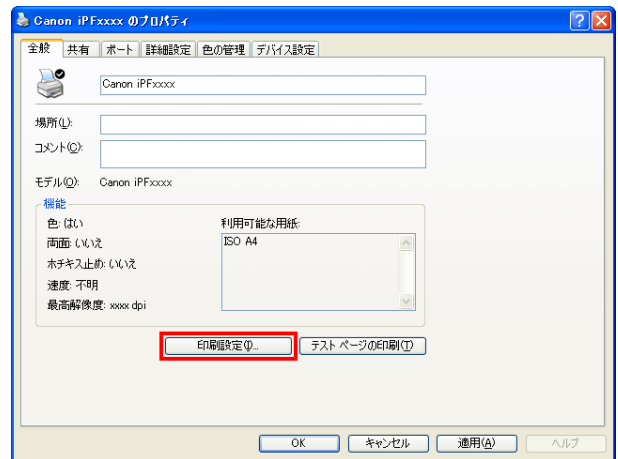 Canon iPFxxxx のプロパティ
全般 共有 ポート 詳細設定 色の管理 デバイス設定
Canon iPFxxxx
場所(L):
コメント(C):
モデル(O): Canon iPFxxxx
機能
色: はい 利用可能な用紙:
両面: いいえ ISO A4
ホチキス止め: いいえ
速度: 不明
最高解像度: xxxx dpi
印刷設定(I)... テスト ページの印刷(T)
OK キャンセル 適用(A) ヘルプ